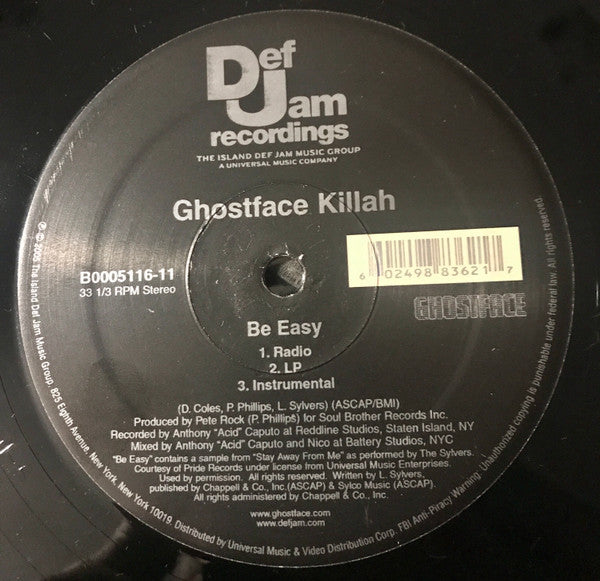 Def
Jam
recordings
THE ISLAND DEF JAM MUSIC GROUP
A UNIVERSAL MUSIC COMPANY
Ghostface Killah
B0005116-11
33 1/3 RPM Stereo
6 02498 83621 7
GHOSTFACE
Be Easy
1. Radio
2. LP
3. Instrumental
(D. Coles, P. Phillips, L. Sylvers) (ASCAP/BMI)
Produced by Pete Rock (P. Phillips) for Soul Brother Records Inc.
Recorded by Anthony "Acid" Caputo at Reddline Studios, Staten Island, NY
Mixed by Anthony "Acid" Caputo and Nico at Battery Studios, NYC
"Be Easy" contains a sample from "Stay Away From Me" as performed by The Sylvers.
Courtesy of Pride Records under license from Universal Music Enterprises.
Used by permission. All rights reserved. Written by L. Sylvers,
published by Chappell & Co., Inc.(ASCAP) & Sylco Music (ASCAP).
All rights administered by Chappell & Co., Inc.
www.ghostface.com
www.defjam.com
℗ © 2005 The Island Def Jam Music Group, 825 Eighth Avenue, New York, New York 10019. Distributed by Universal Music & Video Distribution Corp. FBI Anti-Piracy Warning: Unauthorized copying is punishable under federal law. All rights reserved.